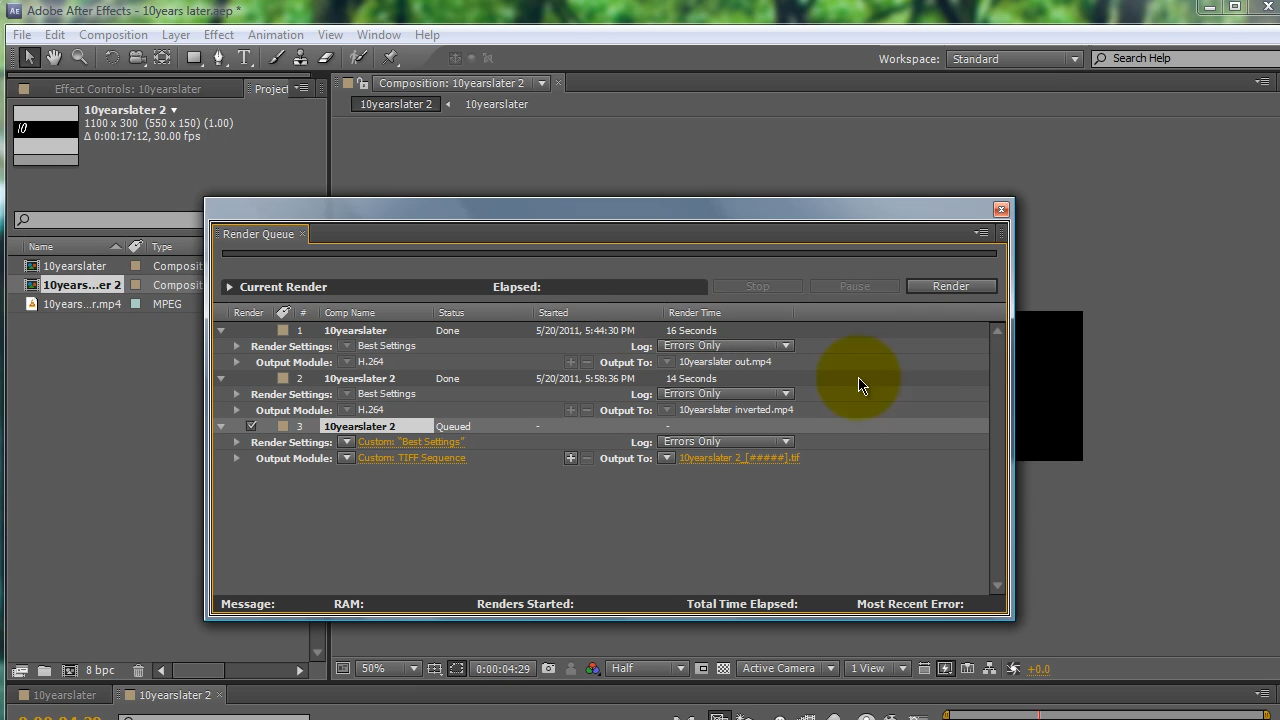 Adobe After Effects - 10years later.aep *
File Edit Composition Layer Effect Animation View Window Help
Workspace: Standard Search Help
Effect Controls: 10yearslater Project
Composition: 10yearslater 2
10yearslater 2 10yearslater
10yearslater 2
1100 x 300 (550 x 150) (1.00)
Δ 0:00:17:12, 30.00 fps
10
Name Type
10yearslater Composit
10years...er 2 Composit
10years...r.mp4 MPEG
Render Queue
Current Render Elapsed: Stop Pause Render
Render # Comp Name Status Started Render Time
1 10yearslater Done 5/20/2011, 5:44:30 PM 16 Seconds
Render Settings: Best Settings Log: Errors Only
Output Module: H.264 Output To: 10yearslater out.mp4
2 10yearslater 2 Done 5/20/2011, 5:58:36 PM 14 Seconds
Render Settings: Best Settings Log: Errors Only
Output Module: H.264 Output To: 10yearslater inverted.mp4
3 10yearslater 2 Queued - -
Render Settings: Custom: "Best Settings" Log: Errors Only
Output Module: Custom: TIFF Sequence Output To: 10yearslater 2_[#####].tif
Message: RAM: Renders Started: Total Time Elapsed: Most Recent Error:
8 bpc 50% 0:00:04:29 Half Active Camera 1 View +0.0
10yearslater 10yearslater 2